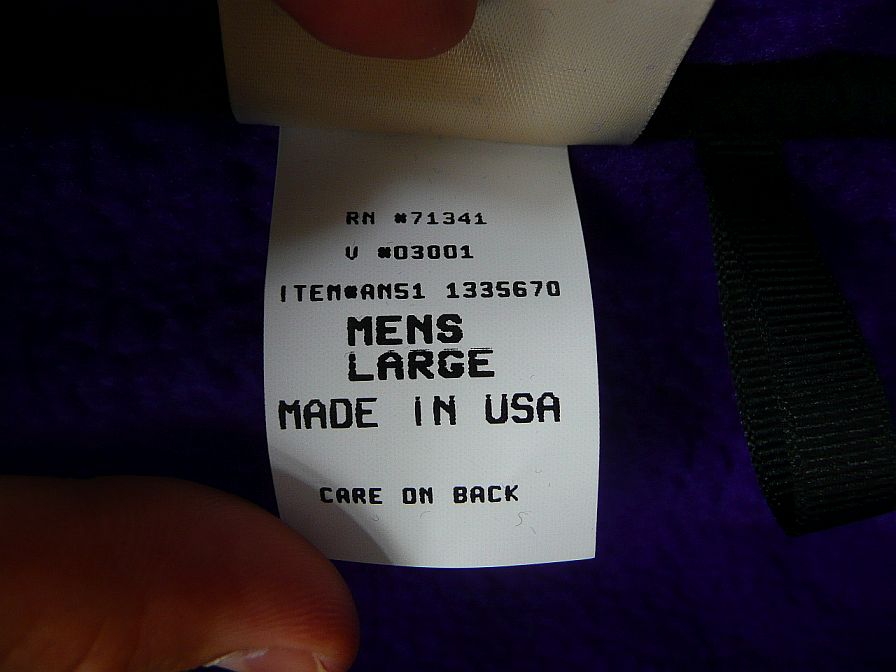 RN #71341
V #03001
ITEM#AN51 1335670
MENS
LARGE
MADE IN USA
CARE ON BACK